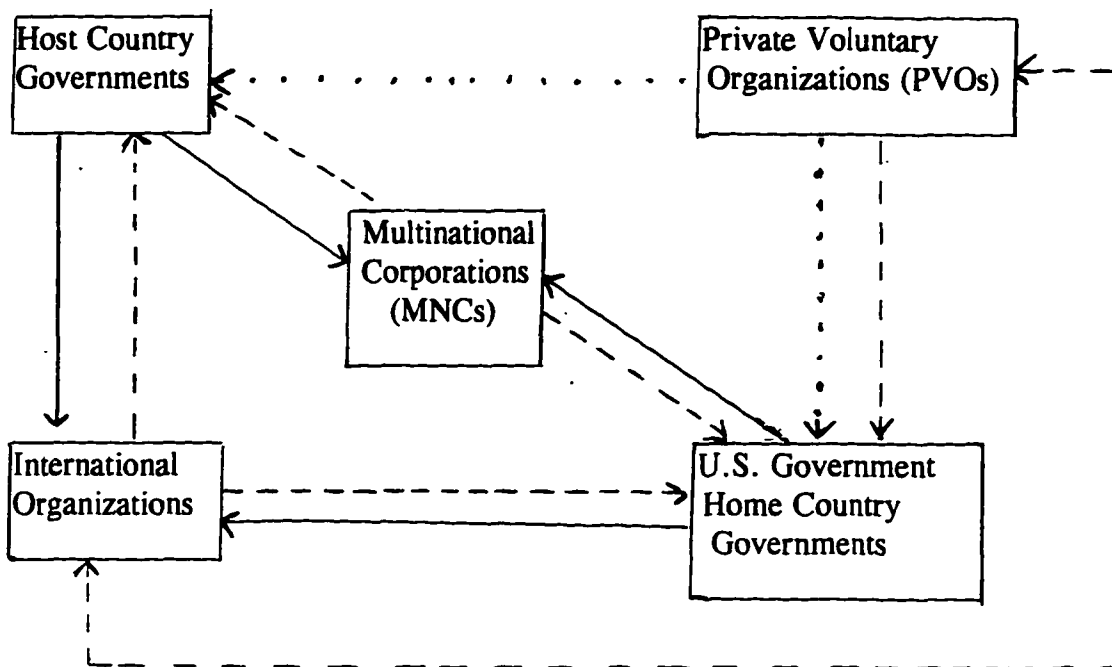 Host Country
Governments
Private Voluntary
Organizations (PVOs)
Multinational
Corporations
(MNCs)
International
Organizations
U.S. Government
Home Country
Governments